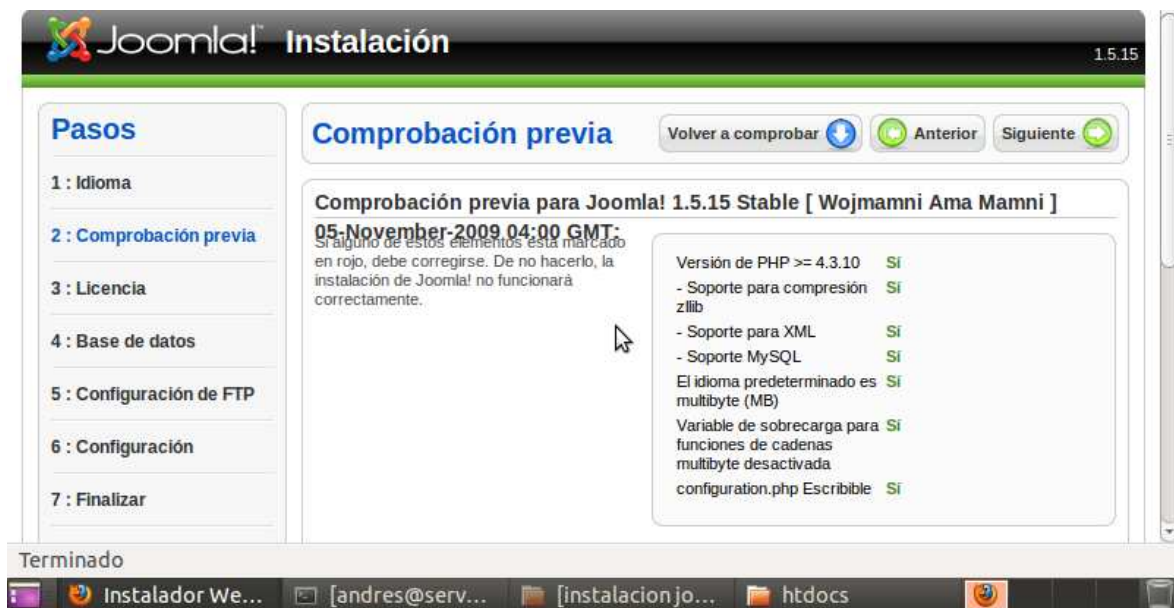 Joomla!™ Instalación
1.5.15
Pasos
1 : Idioma
2 : Comprobación previa
3 : Licencia
4 : Base de datos
5 : Configuración de FTP
6 : Configuración
7 : Finalizar
Comprobación previa
Volver a comprobar
Anterior
Siguiente
Comprobación previa para Joomla! 1.5.15 Stable [ Wojmamni Ama Mamni ]
05-November-2009 04:00 GMT:
Si alguno de estos elementos está marcado
en rojo, debe corregirse. De no hacerlo, la
instalación de Joomla! no funcionará
correctamente.
Versión de PHP >= 4.3.10 Sí
- Soporte para compresión Sí
zllib
- Soporte para XML Sí
- Soporte MySQL Sí
El idioma predeterminado es Sí
multibyte (MB)
Variable de sobrecarga para Sí
funciones de cadenas
multibyte desactivada
configuration.php Escribible Sí
Terminado
Instalador We...
[andres@serv...
[instalacion jo...
htdocs